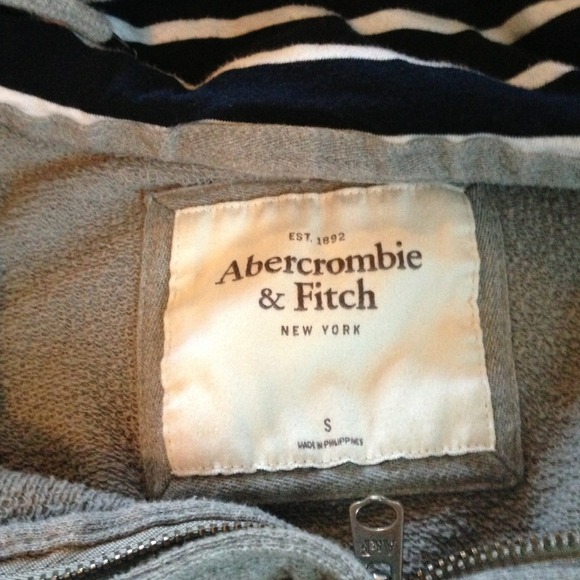 EST. 1892
Abercrombie
& Fitch
NEW YORK
S
MADE IN PHILIPPINES